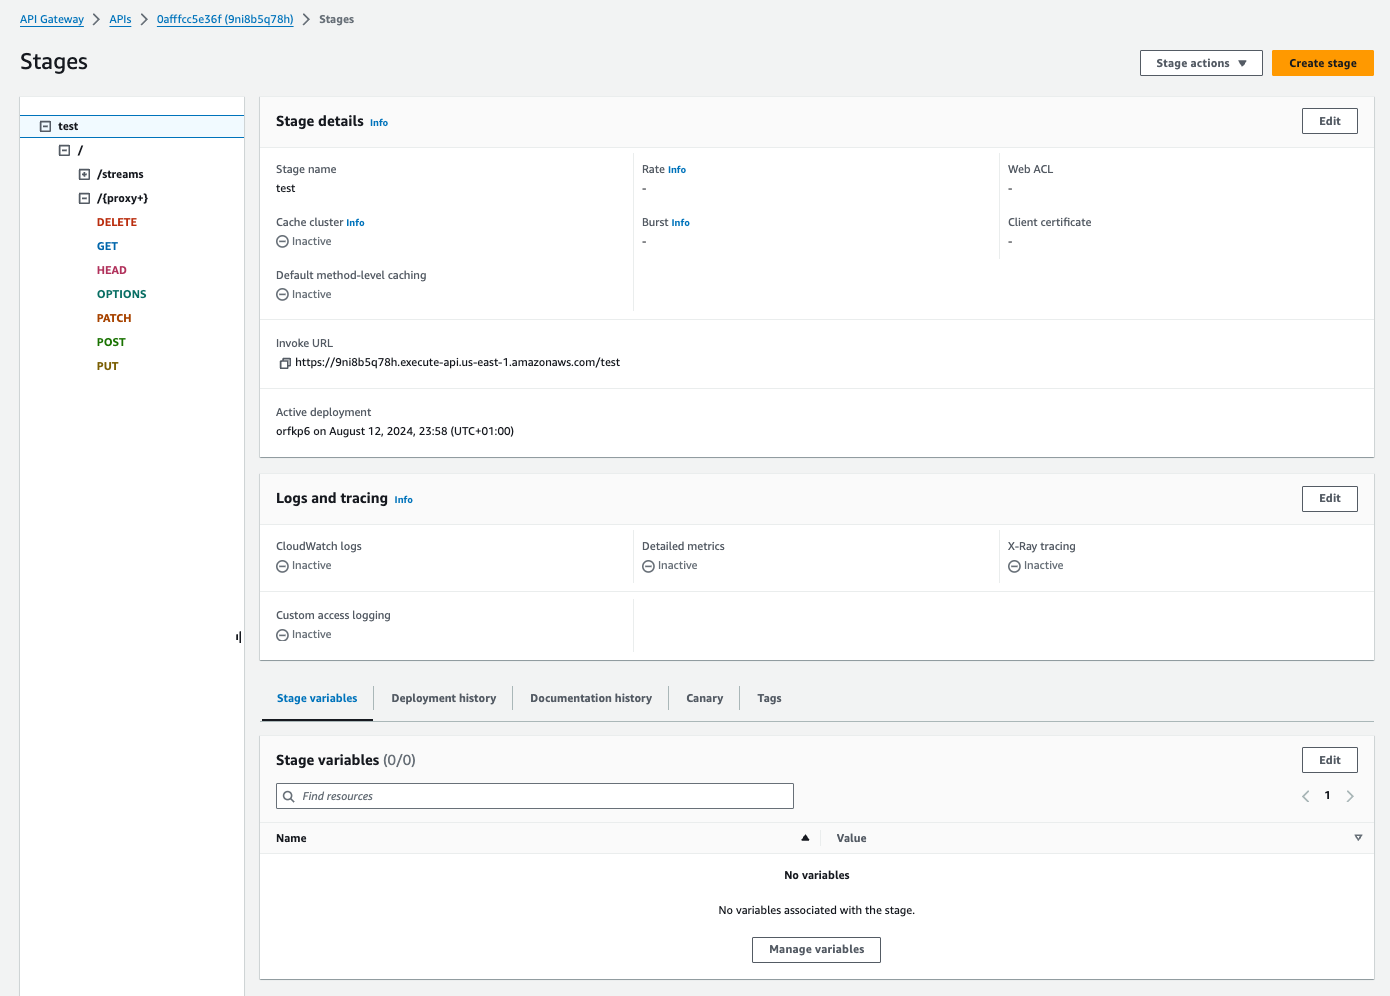 API Gateway > APIs > 0afffcc5e36f (9ni8b5q78h) > Stages
Stages
Stage actions
Create stage
test
/
/streams
/{proxy+}
DELETE
GET
HEAD
OPTIONS
PATCH
POST
PUT
Stage details Info
Edit
Stage name
test
Rate Info
-
Web ACL
-
Cache cluster Info
Inactive
Burst Info
-
Client certificate
-
Default method-level caching
Inactive
Invoke URL
https://9ni8b5q78h.execute-api.us-east-1.amazonaws.com/test
Active deployment
orfkp6 on August 12, 2024, 23:58 (UTC+01:00)
Logs and tracing Info
Edit
CloudWatch logs
Inactive
Detailed metrics
Inactive
X-Ray tracing
Inactive
Custom access logging
Inactive
Stage variables
Deployment history
Documentation history
Canary
Tags
Stage variables (0/0)
Edit
Find resources
1
Name
Value
No variables
No variables associated with the stage.
Manage variables